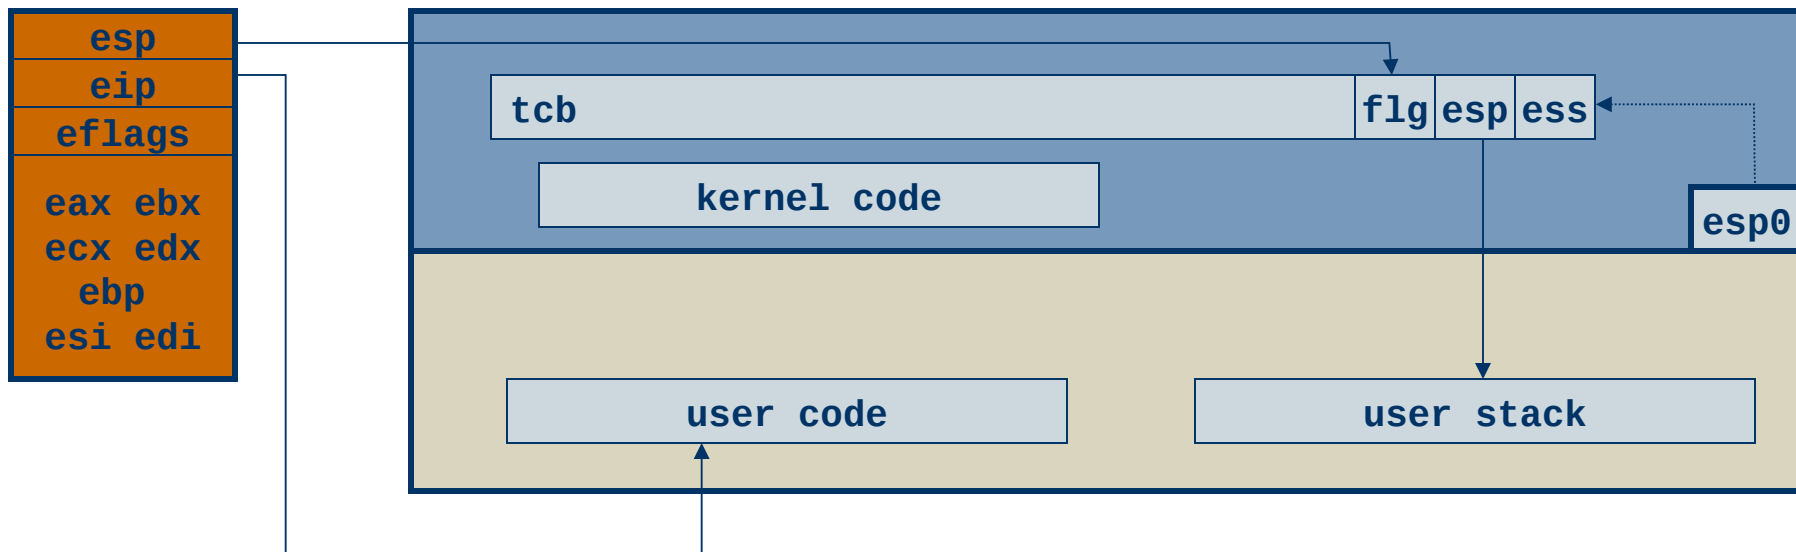 esp
eip
eflags
eax ebx
ecx edx
ebp
esi edi
tcb
flg esp ess
kernel code
esp0
user code
user stack